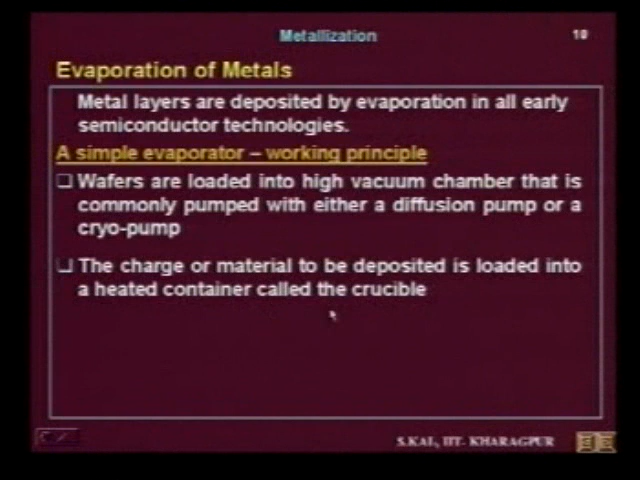 Metallization
10
Evaporation of Metals
Metal layers are deposited by evaporation in all early
semiconductor technologies.
A simple evaporator – working principle
❑ Wafers are loaded into high vacuum chamber that is
commonly pumped with either a diffusion pump or a
cryo-pump
❑ The charge or material to be deposited is loaded into
a heated container called the crucible
S.KAL, IIT- KHARAGPUR